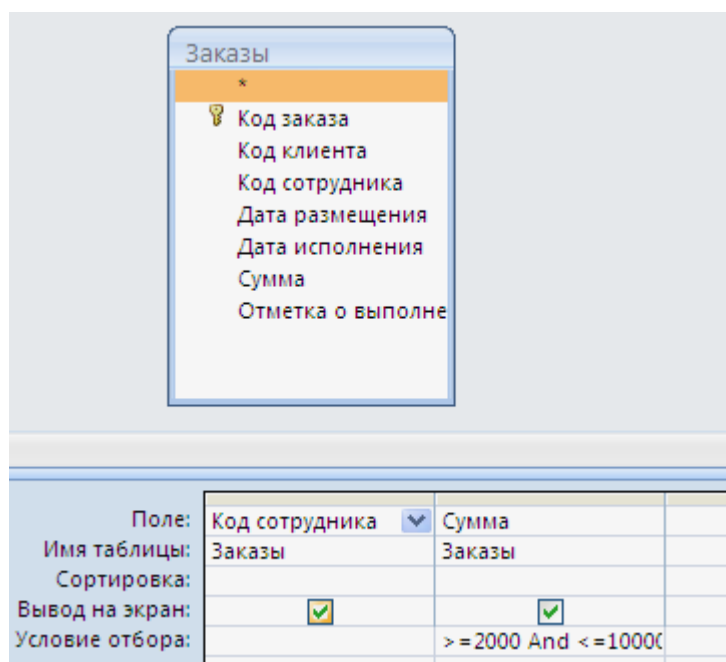 Заказы
*
Код заказа
Код клиента
Код сотрудника
Дата размещения
Дата исполнения
Сумма
Отметка о выполне
Поле: Код сотрудника Сумма
Имя таблицы: Заказы Заказы
Сортировка:
Вывод на экран:
Условие отбора: >=2000 And <=10000